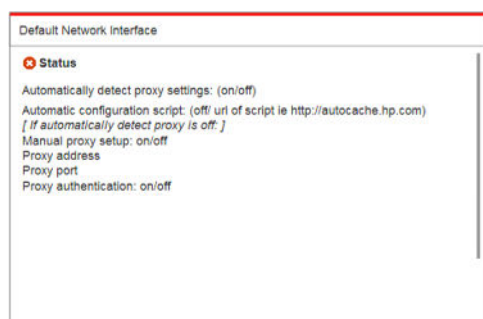 Default Network Interface
Status
Automatically detect proxy settings: (on/off)
Automatic configuration script: (off/ url of script ie http://autocache.hp.com)
[ If automatically detect proxy is off: ]
Manual proxy setup: on/off
Proxy address
Proxy port
Proxy authentication: on/off